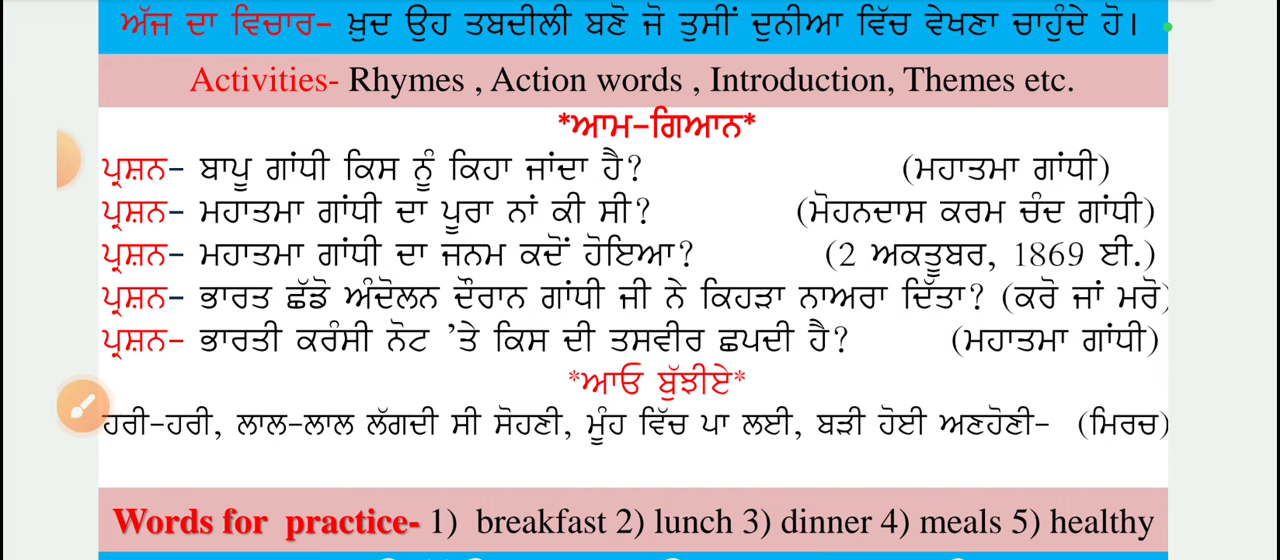 ਅੱਜ ਦਾ ਵਿਚਾਰ- ਖ਼ੁਦ ਉਹ ਤਬਦੀਲੀ ਬਣੋ ਜੋ ਤੁਸੀਂ ਦੁਨੀਆ ਵਿੱਚ ਵੇਖਣਾ ਚਾਹੁੰਦੇ ਹੋ।
Activities- Rhymes , Action words , Introduction, Themes etc.
*ਆਮ-ਗਿਆਨ*
ਪ੍ਰਸ਼ਨ- ਬਾਪੂ ਗਾਂਧੀ ਕਿਸ ਨੂੰ ਕਿਹਾ ਜਾਂਦਾ ਹੈ? (ਮਹਾਤਮਾ ਗਾਂਧੀ)
ਪ੍ਰਸ਼ਨ- ਮਹਾਤਮਾ ਗਾਂਧੀ ਦਾ ਪੂਰਾ ਨਾਂ ਕੀ ਸੀ? (ਮੋਹਨਦਾਸ ਕਰਮ ਚੰਦ ਗਾਂਧੀ)
ਪ੍ਰਸ਼ਨ- ਮਹਾਤਮਾ ਗਾਂਧੀ ਦਾ ਜਨਮ ਕਦੋਂ ਹੋਇਆ? (2 ਅਕਤੂਬਰ, 1869 ਈ.)
ਪ੍ਰਸ਼ਨ- ਭਾਰਤ ਛੱਡੋ ਅੰਦੋਲਨ ਦੌਰਾਨ ਗਾਂਧੀ ਜੀ ਨੇ ਕਿਹੜਾ ਨਾਅਰਾ ਦਿੱਤਾ? (ਕਰੋ ਜਾਂ ਮਰੋ)
ਪ੍ਰਸ਼ਨ- ਭਾਰਤੀ ਕਰੰਸੀ ਨੋਟ ’ਤੇ ਕਿਸ ਦੀ ਤਸਵੀਰ ਛਪਦੀ ਹੈ? (ਮਹਾਤਮਾ ਗਾਂਧੀ)
*ਆਓ ਬੁੱਝੀਏ*
ਹਰੀ-ਹਰੀ, ਲਾਲ-ਲਾਲ ਲੱਗਦੀ ਸੀ ਸੋਹਣੀ, ਮੂੰਹ ਵਿੱਚ ਪਾ ਲਈ, ਬੜੀ ਹੋਈ ਅਣਹੋਣੀ- (ਮਿਰਚ)
Words for practice- 1) breakfast 2) lunch 3) dinner 4) meals 5) healthy